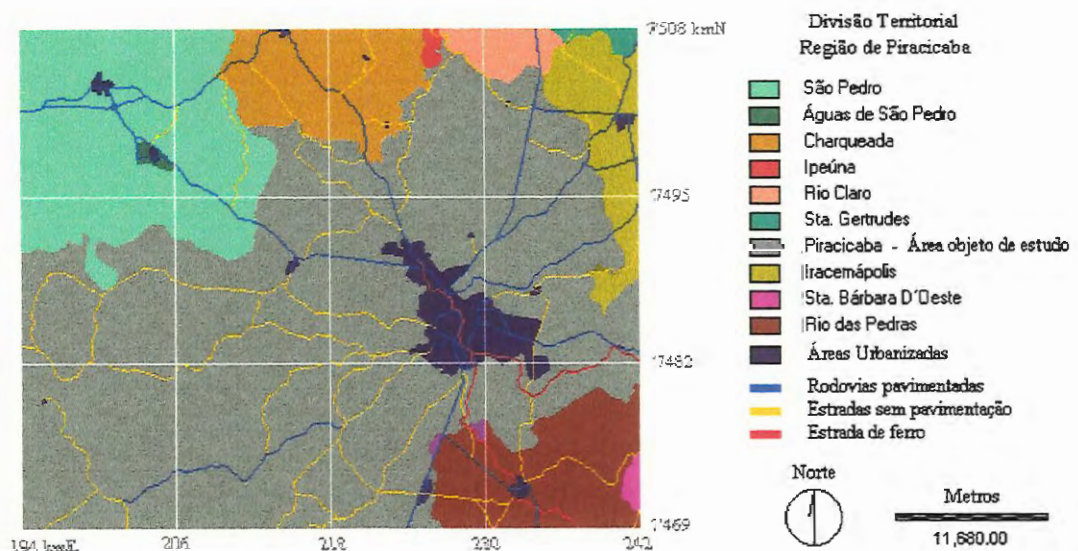 7508 kmN
7495
7482
7469
194 kmE
206
218
230
242
Divisão Territorial
Região de Piracicaba
São Pedro
Águas de São Pedro
Charqueada
Ipeúna
Rio Claro
Sta. Gertrudes
Piracicaba - Área objeto de estudo
Iracemápolis
Sta. Bárbara D´Oeste
Rio das Pedras
Áreas Urbanizadas
Rodovias pavimentadas
Estradas sem pavimentação
Estrada de ferro
Norte
Metros
11,680.00